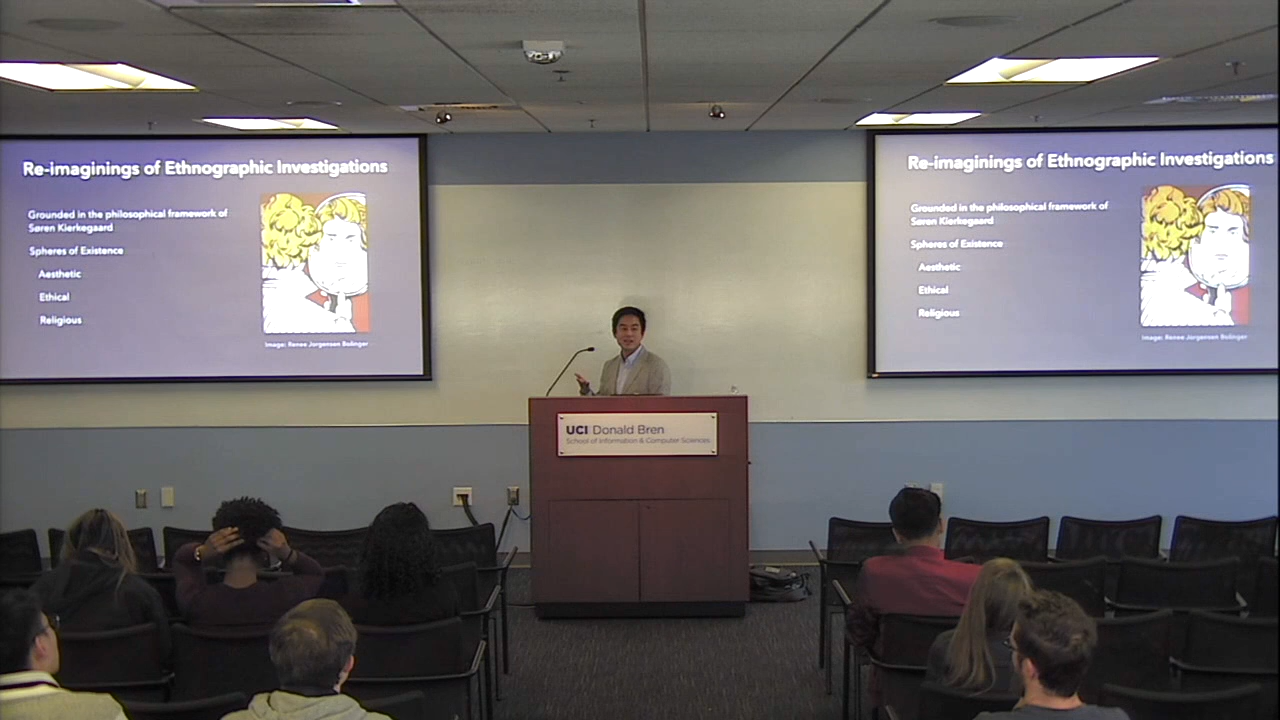 Re-imaginings of Ethnographic Investigations
Grounded in the philosophical framework of
Søren Kierkegaard
Spheres of Existence
Aesthetic
Ethical
Religious
Image: Renee Jorgensen Bolinger
Re-imaginings of Ethnographic Investigations
Grounded in the philosophical framework of
Søren Kierkegaard
Spheres of Existence
Aesthetic
Ethical
Religious
Image: Renee Jorgensen Bolinger
UCI Donald Bren
School of Information & Computer Sciences